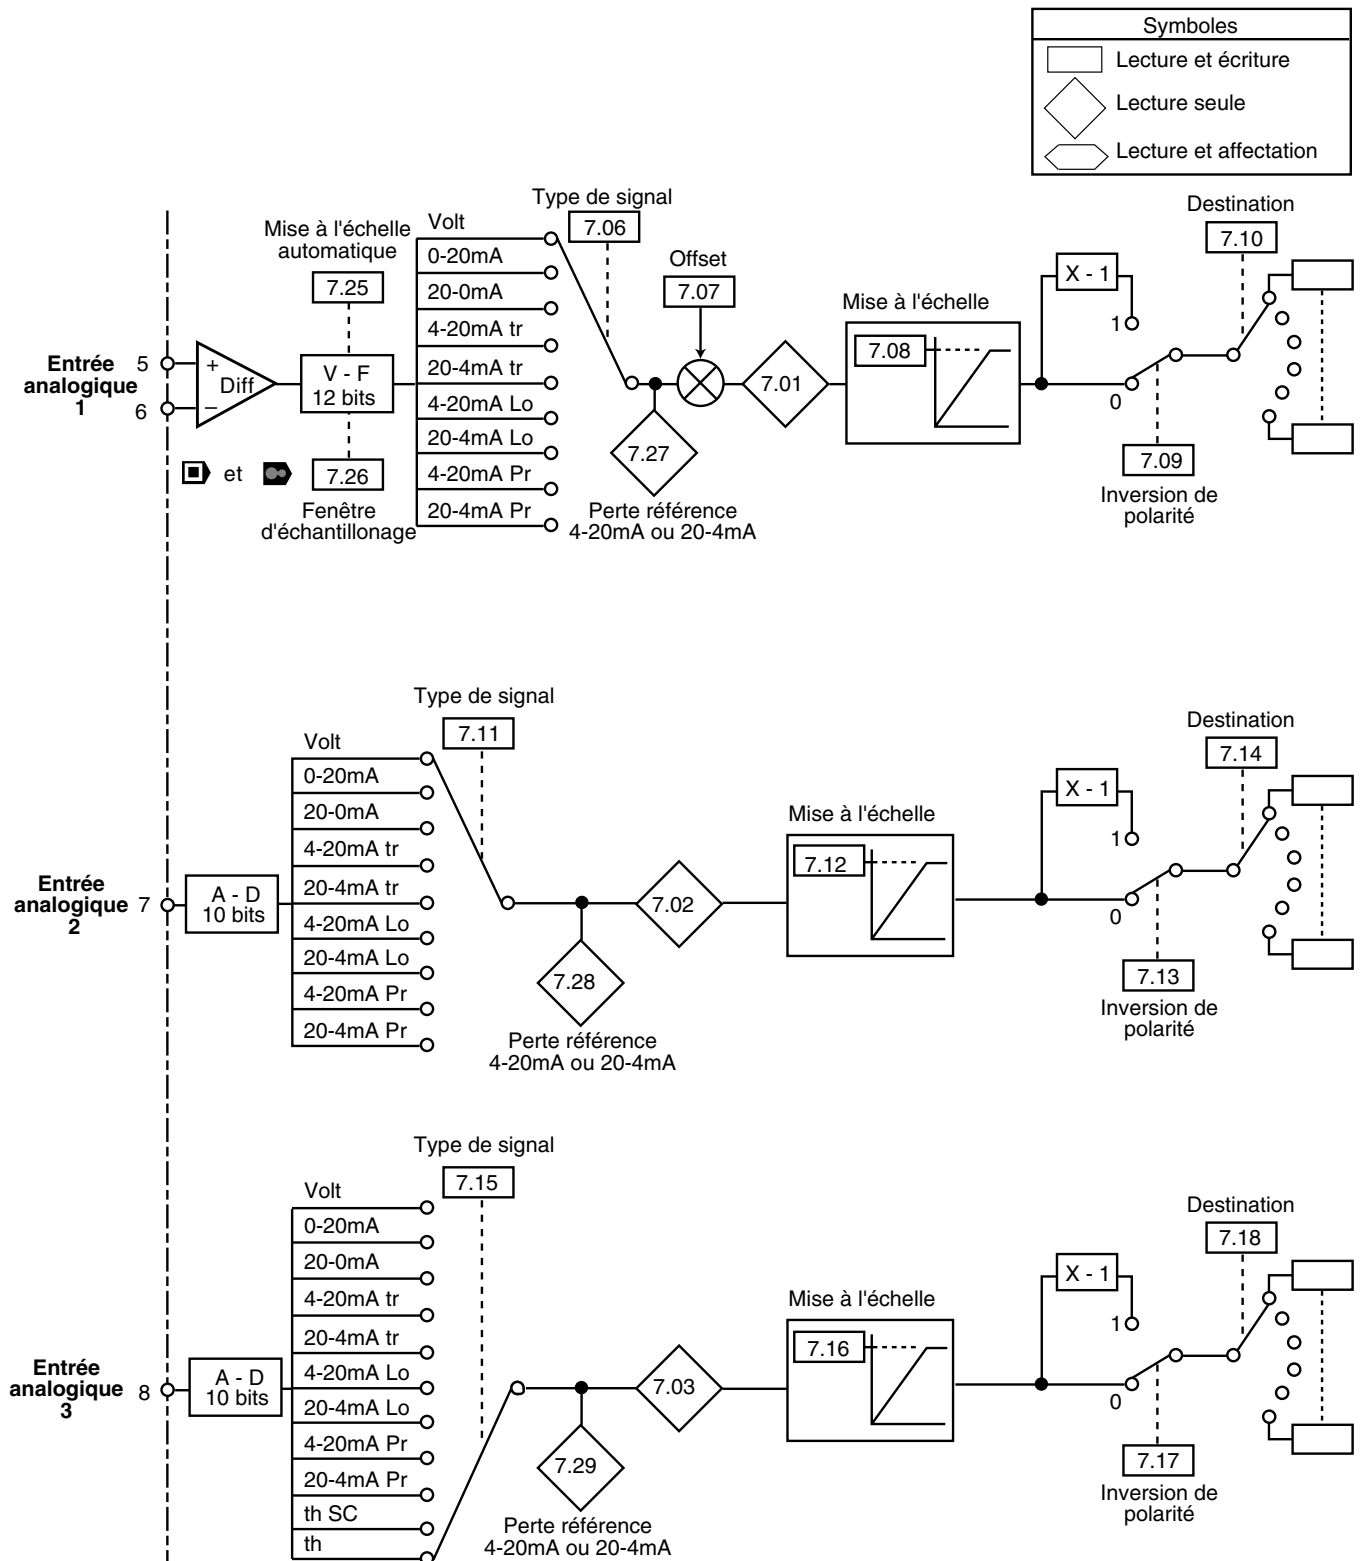 Symboles
Lecture et écriture
Lecture seule
Lecture et affectation
Entrée
analogique
1
5
6
+
−
Diff
et
Mise à l'échelle
automatique
7.25
V - F
12 bits
7.26
Fenêtre
d'échantillonage
Volt
0-20mA
20-0mA
4-20mA tr
20-4mA tr
4-20mA Lo
20-4mA Lo
4-20mA Pr
20-4mA Pr
Type de signal
7.06
Offset
7.07
7.27
Perte référence
4-20mA ou 20-4mA
7.01
Mise à l'échelle
7.08
X - 1
1
0
7.09
Inversion de
polarité
Destination
7.10
Entrée
analogique
2
7
A - D
10 bits
Volt
0-20mA
20-0mA
4-20mA tr
20-4mA tr
4-20mA Lo
20-4mA Lo
4-20mA Pr
20-4mA Pr
Type de signal
7.11
7.28
Perte référence
4-20mA ou 20-4mA
7.02
Mise à l'échelle
7.12
X - 1
1
0
7.13
Inversion de
polarité
Destination
7.14
Entrée
analogique
3
8
A - D
10 bits
Volt
0-20mA
20-0mA
4-20mA tr
20-4mA tr
4-20mA Lo
20-4mA Lo
4-20mA Pr
20-4mA Pr
th SC
th
Type de signal
7.15
7.29
Perte référence
4-20mA ou 20-4mA
7.03
Mise à l'échelle
7.16
X - 1
1
0
7.17
Inversion de
polarité
Destination
7.18